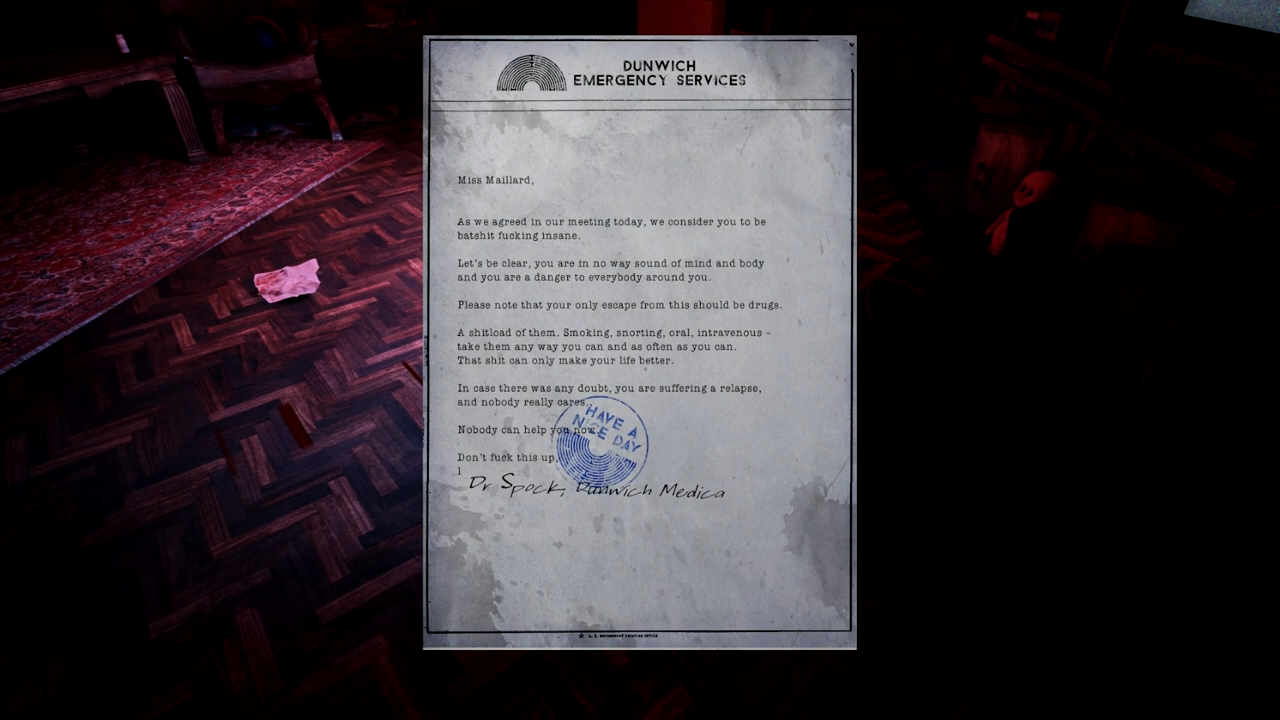 DUNWICH
EMERGENCY SERVICES
Miss Maillard,
As we agreed in our meeting today, we consider you to be
batshit fucking insane.
Let's be clear, you are in no way sound of mind and body
and you are a danger to everybody around you.
Please note that your only escape from this should be drugs.
A shitload of them. Smoking, snorting, oral, intravenous –
take them any way you can and as often as you can.
That shit can only make your life better.
In case there was any doubt, you are suffering a relapse,
and nobody really cares.
Nobody can help you now.
HAVE A
NICE DAY
Don't fuck this up,
l
Dr Spock, Dunwich Medica
U. S. GOVERNMENT PRINTING OFFICE